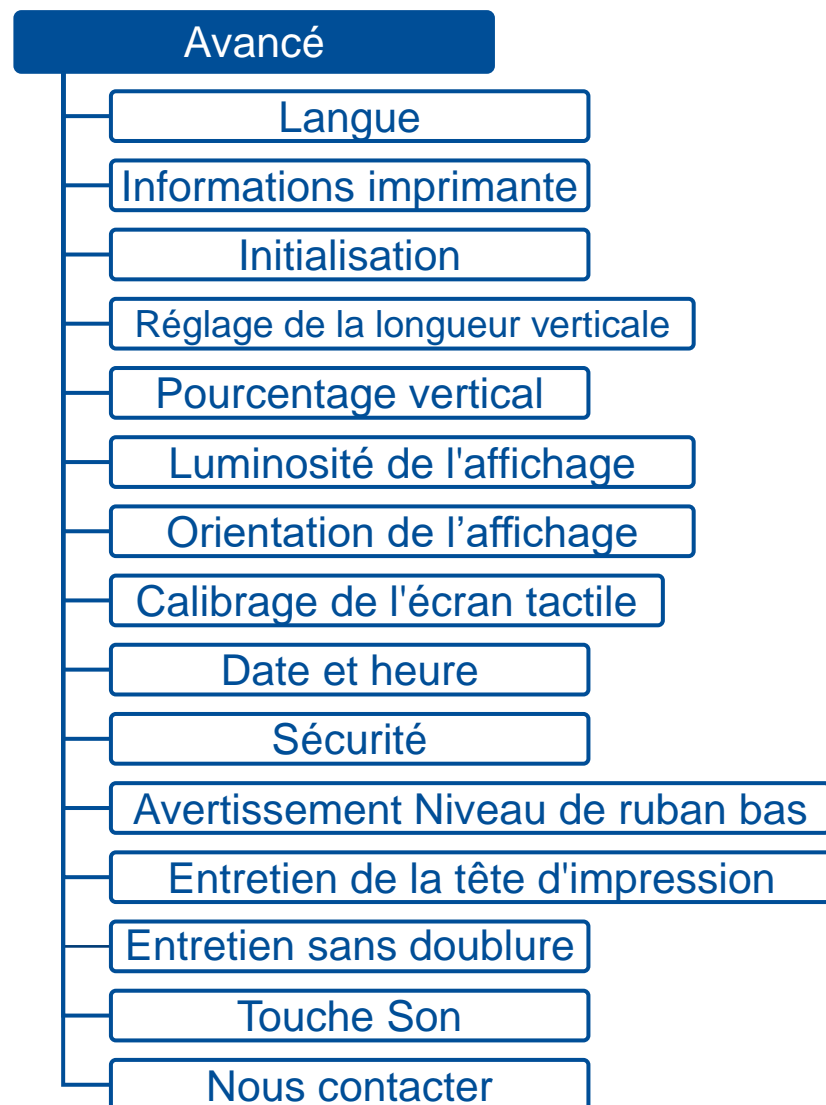 Avancé
Langue
Informations imprimante
Initialisation
Réglage de la longueur verticale
Pourcentage vertical
Luminosité de l'affichage
Orientation de l’affichage
Calibrage de l'écran tactile
Date et heure
Sécurité
Avertissement Niveau de ruban bas
Entretien de la tête d'impression
Entretien sans doublure
Touche Son
Nous contacter